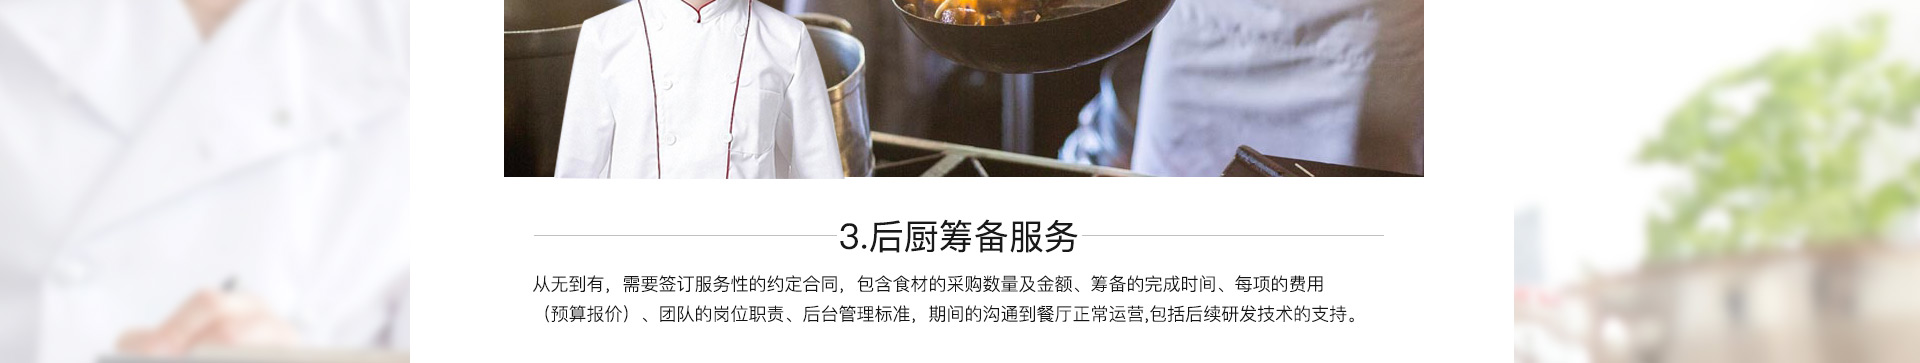 3.后厨筹备服务
从无到有，需要签订服务性的约定合同，包含食材的采购数量及金额、筹备的完成时间、每项的费用
（预算报价）、团队的岗位职责、后台管理标准，期间的沟通到餐厅正常运营,包括后续研发技术的支持。